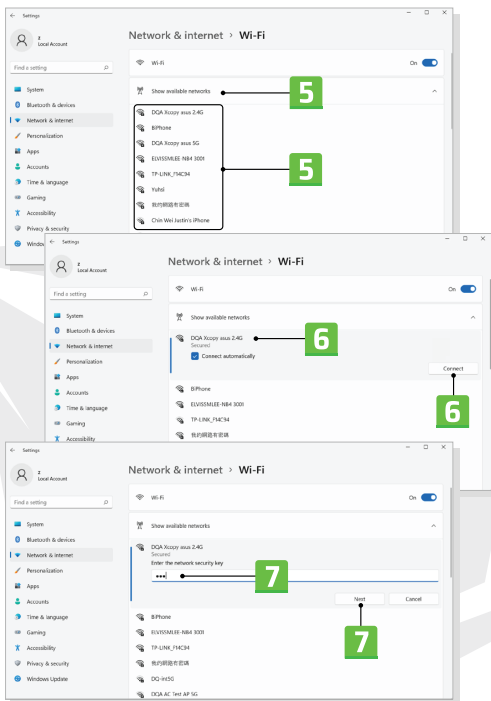 Settings
z
Local Account
Find a setting
System
Bluetooth & devices
Network & internet
Personalization
Apps
Accounts
Time & language
Gaming
Accessibility
Privacy & security
Window
Network & internet > Wi-Fi
Wi-Fi
On
Show available networks
5
DQA Xcopy asus 2.4G
BiPhone
DQA Xcopy asus 5G
ELVISSMLEE-NB4 3001
TP-LINK_F14C94
Yuhsi
我的網路有密碼
Chin Wei Justin's iPhone
5
Settings
z
Local Account
Find a setting
System
Bluetooth & devices
Network & internet
Personalization
Apps
Accounts
Time & language
Gaming
Accessibility
Network & internet > Wi-Fi
Wi-Fi
On
Show available networks
DQA Xcopy asus 2.4G
Secured
Connect automatically
6
Connect
6
BiPhone
ELVISSMLEE-NB4 3001
TP-LINK_F14C94
我的網路有密碼
Settings
z
Local Account
Find a setting
System
Bluetooth & devices
Network & internet
Personalization
Apps
Accounts
Time & language
Gaming
Accessibility
Privacy & security
Windows Update
Network & internet > Wi-Fi
Wi-Fi
On
Show available networks
DQA Xcopy asus 2.4G
Secured
Enter the network security key
7
Next
Cancel
7
BiPhone
ELVISSMLEE-NB4 3001
TP-LINK_F14C94
我的網路有密碼
DQ-int5G
DQA AC Test AP 5G